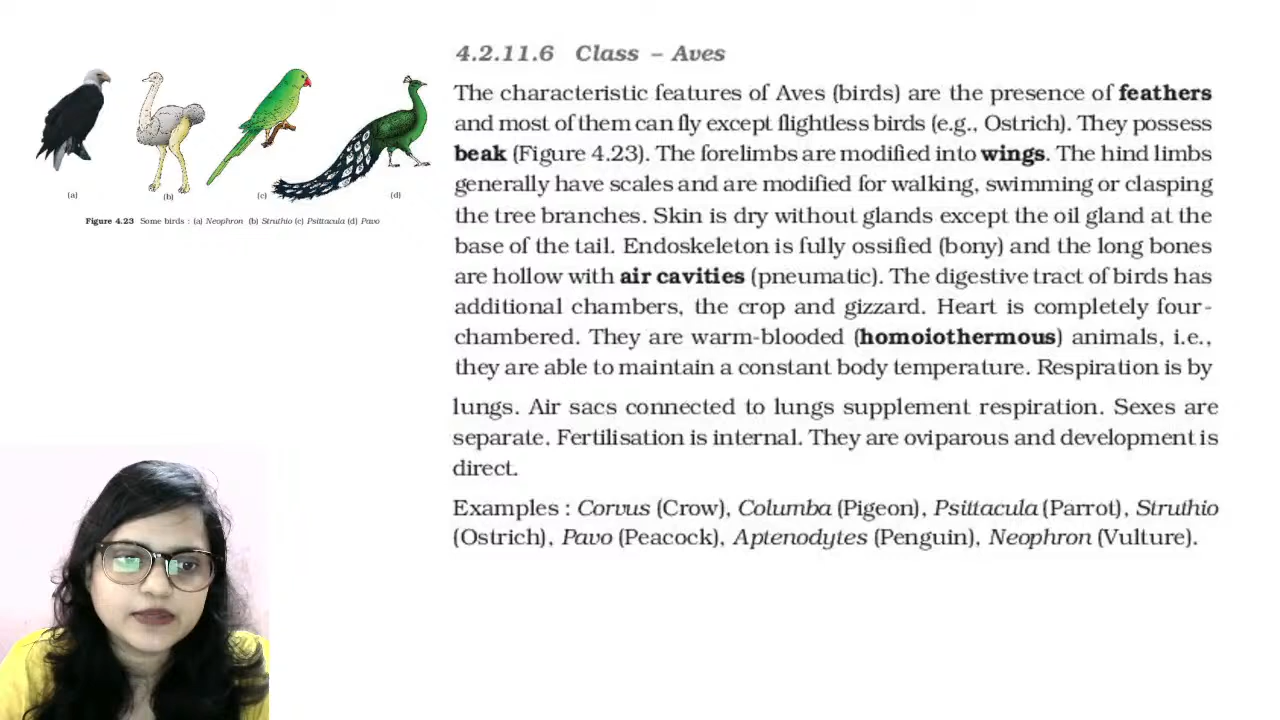 4.2.11.6 Class – Aves
The characteristic features of Aves (birds) are the presence of feathers
and most of them can fly except flightless birds (e.g., Ostrich). They possess
beak (Figure 4.23). The forelimbs are modified into wings. The hind limbs
generally have scales and are modified for walking, swimming or clasping
the tree branches. Skin is dry without glands except the oil gland at the
base of the tail. Endoskeleton is fully ossified (bony) and the long bones
are hollow with air cavities (pneumatic). The digestive tract of birds has
additional chambers, the crop and gizzard. Heart is completely four-
chambered. They are warm-blooded (homoiothermous) animals, i.e.,
they are able to maintain a constant body temperature. Respiration is by
lungs. Air sacs connected to lungs supplement respiration. Sexes are
separate. Fertilisation is internal. They are oviparous and development is
direct.
Examples : Corvus (Crow), Columba (Pigeon), Psittacula (Parrot), Struthio
(Ostrich), Pavo (Peacock), Aptenodytes (Penguin), Neophron (Vulture).
(a) (b) (c) (d)
Figure 4.23 Some birds : (a) Neophron (b) Struthio (c) Psittacula (d) Pavo